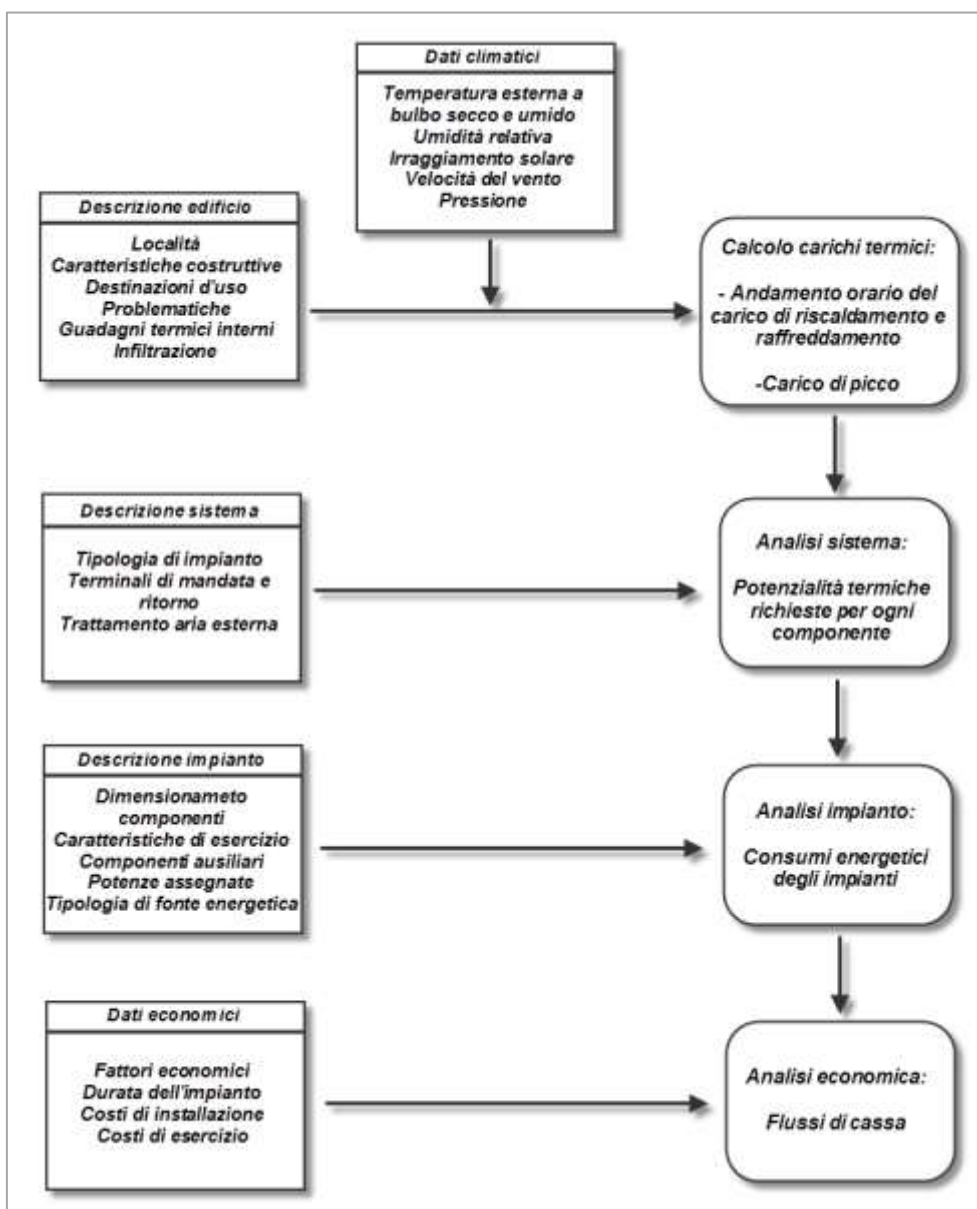 Dati climatici
Temperatura esterna a
bulbo secco e umido
Umidità relativa
Irraggiamento solare
Velocità del vento
Pressione
Descrizione edificio
Località
Caratteristiche costruttive
Destinazioni d'uso
Problematiche
Guadagni termici interni
Infiltrazione
Calcolo carichi termici:
- Andamento orario del
carico di riscaldamento e
raffreddamento
-Carico di picco
Descrizione sistema
Tipologia di impianto
Terminali di mandata e
ritorno
Trattamento aria esterna
Analisi sistema:
Potenzialità termiche
richieste per ogni
componente
Descrizione impianto
Dimensionameto
componenti
Caratteristiche di esercizio
Componenti ausiliari
Potenze assegnate
Tipologia di fonte energetica
Analisi impianto:
Consumi energetici
degli impianti
Dati economici
Fattori economici
Durata dell'impianto
Costi di installazione
Costi di esercizio
Analisi economica:
Flussi di cassa